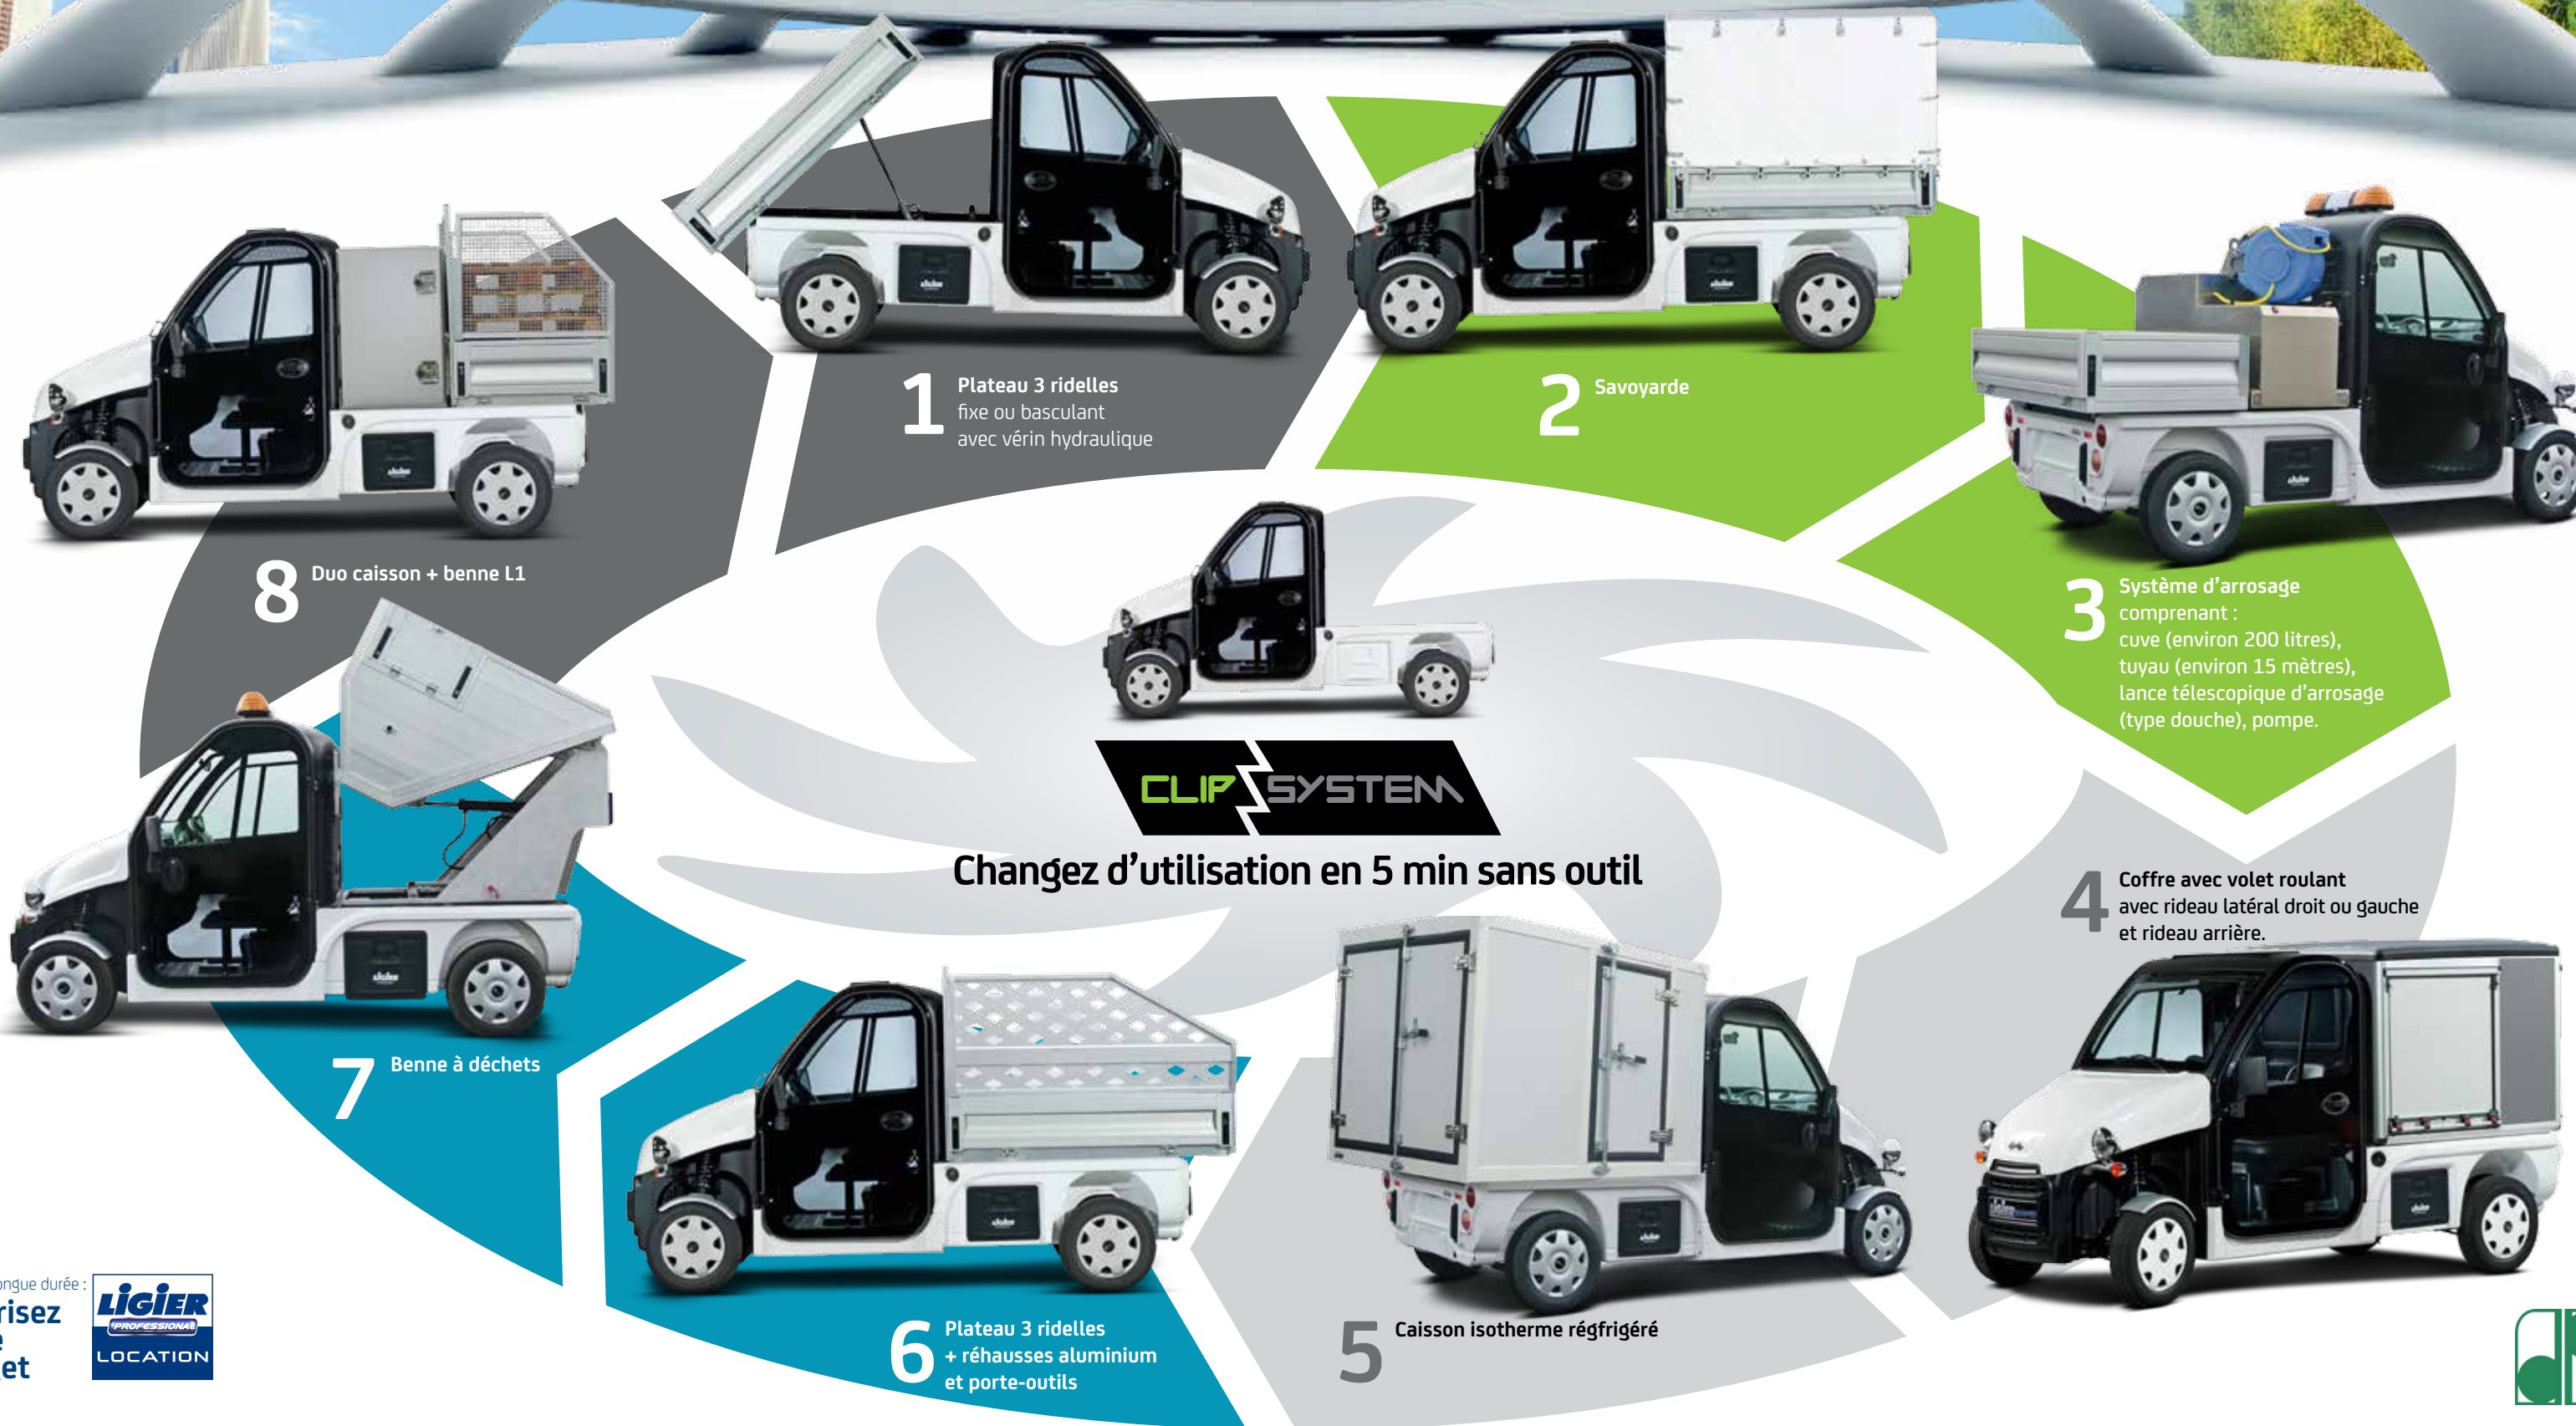 1
Plateau 3 ridelles
fixe ou basculant
avec vérin hydraulique
2
Savoyarde
3
Système d'arrosage
comprenant :
cuve (environ 200 litres),
tuyau (environ 15 mètres),
lance télescopique d'arrosage
(type douche), pompe.
4
Coffre avec volet roulant
avec rideau latéral droit ou gauche
et rideau arrière.
5
Caisson isotherme régfrigéré
6
Plateau 3 ridelles
+ réhausses aluminium
et porte-outils
7
Benne à déchets
8
Duo caisson + benne L1
CLIP SYSTEM
Changez d'utilisation en 5 min sans outil
durée :
LIGIER
PROFESSIONAL
LOCATION